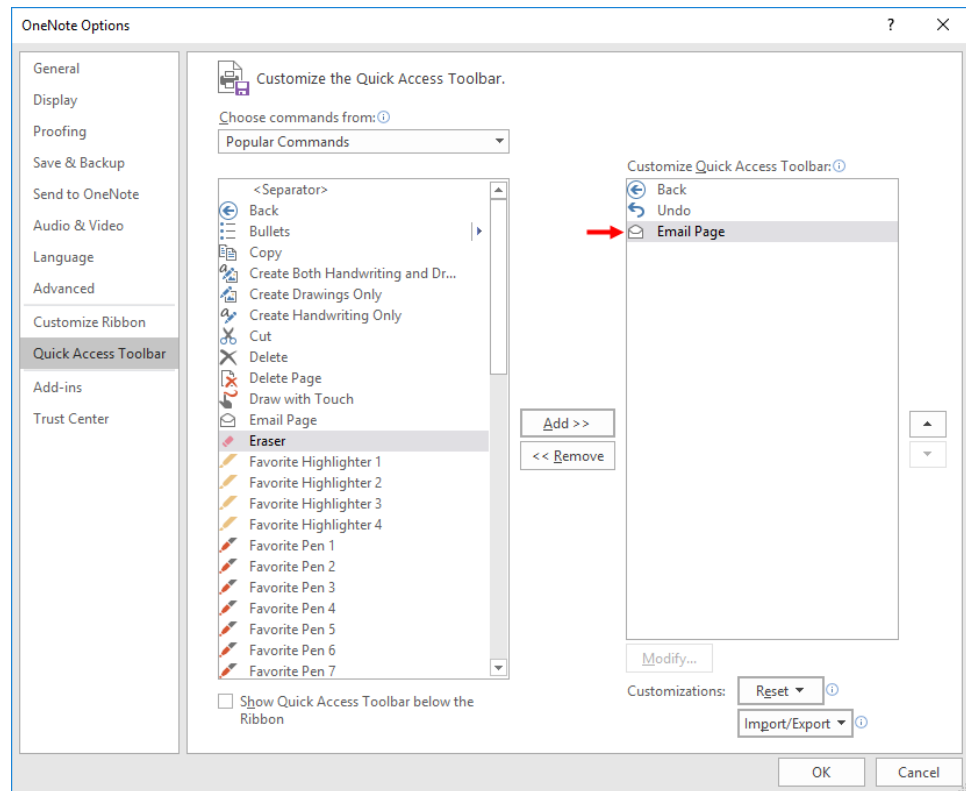 OneNote Options
?
General
Display
Proofing
Save & Backup
Send to OneNote
Audio & Video
Language
Advanced
Customize Ribbon
Quick Access Toolbar
Add-ins
Trust Center
Customize the Quick Access Toolbar.
Choose commands from:
Popular Commands
<Separator>
Back
Bullets
Copy
Create Both Handwriting and Dr...
Create Drawings Only
Create Handwriting Only
Cut
Delete
Delete Page
Draw with Touch
Email Page
Eraser
Favorite Highlighter 1
Favorite Highlighter 2
Favorite Highlighter 3
Favorite Highlighter 4
Favorite Pen 1
Favorite Pen 2
Favorite Pen 3
Favorite Pen 4
Favorite Pen 5
Favorite Pen 6
Favorite Pen 7
Show Quick Access Toolbar below the
Ribbon
Add >>
<< Remove
Customize Quick Access Toolbar:
Back
Undo
Email Page
Modify...
Customizations:
Reset
Import/Export
OK
Cancel